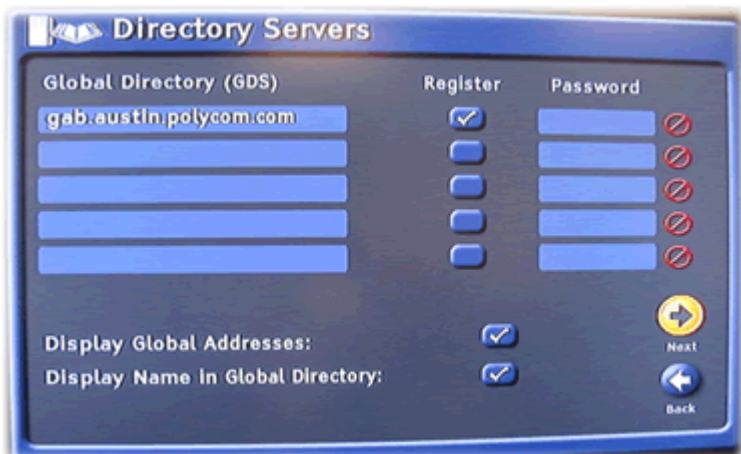 Directory Servers
Global Directory (GDS) Register Password
gab.austin.polycom.com
Display Global Addresses:
Next
Display Name in Global Directory:
Back